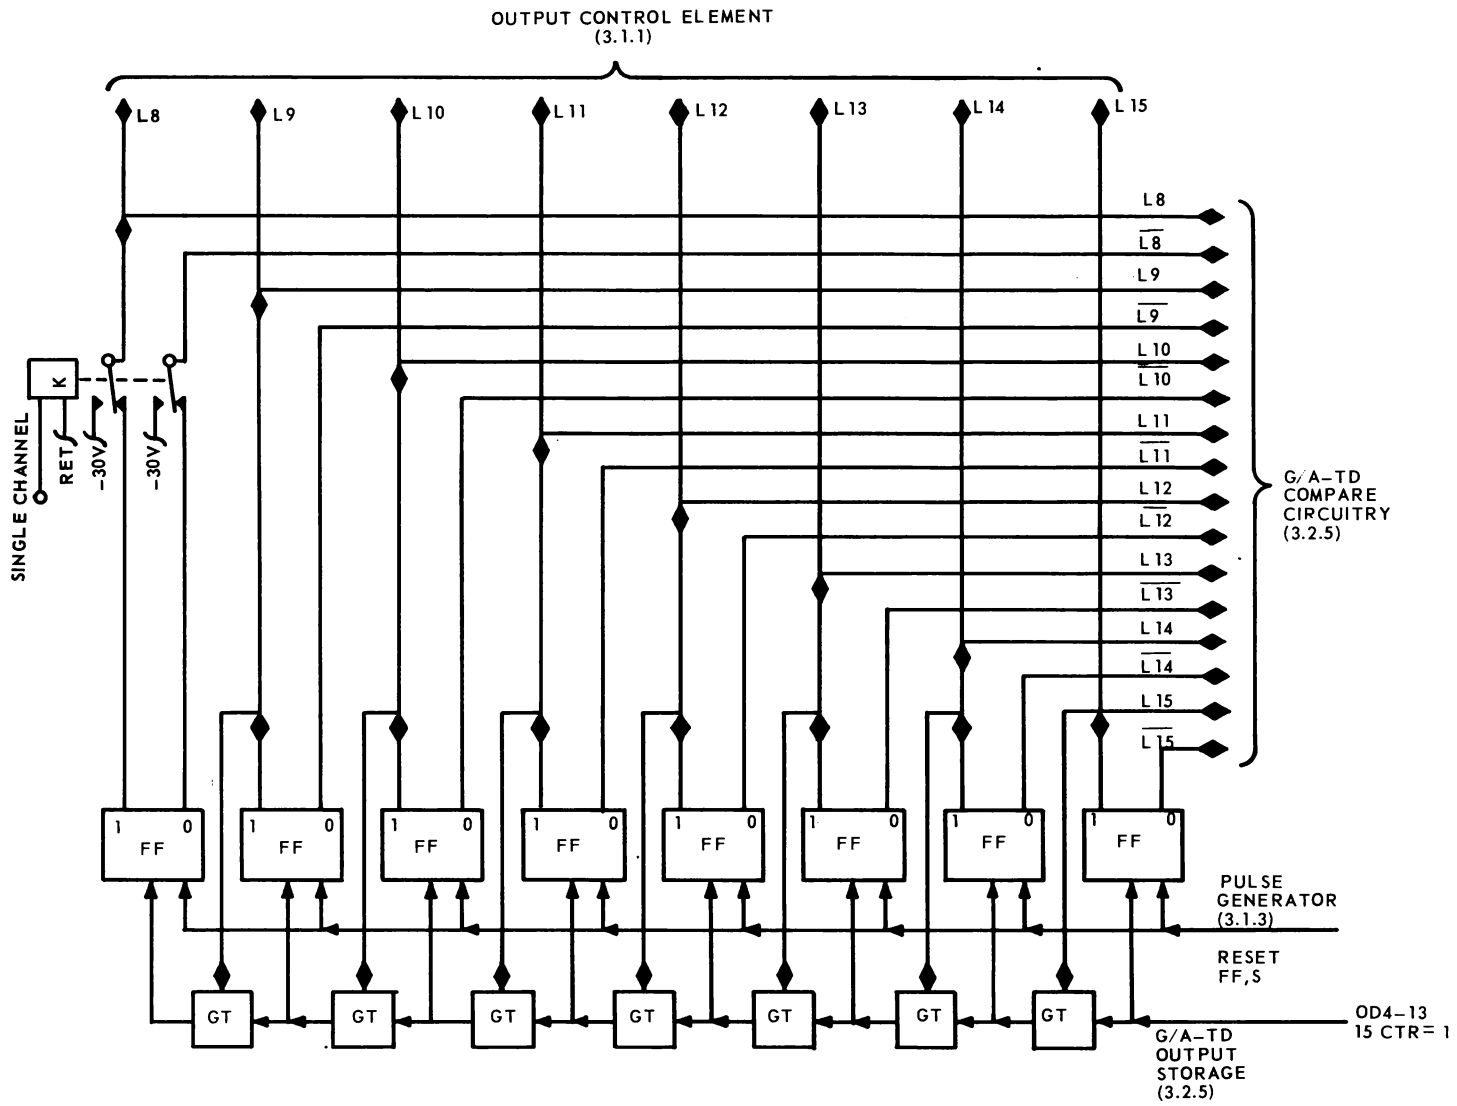 OUTPUT CONTROL ELEMENT
(3.1.1)
L8
L9
L10
L11
L12
L13
L14
L15
L8
L8
L9
L9
L10
L10
L11
L11
L12
L12
L13
L13
L14
L14
L15
L15
G/A-TD
COMPARE
CIRCUITRY
(3.2.5)
K
SINGLE CHANNEL
RET
-30V
-30V
1 0
FF
1 0
FF
1 0
FF
1 0
FF
1 0
FF
1 0
FF
1 0
FF
1 0
FF
PULSE
GENERATOR
(3.1.3)
RESET
FF,S
GT
GT
GT
GT
GT
GT
GT
OD4-13
15 CTR= 1
G/A-TD
OUTPUT
STORAGE
(3.2.5)